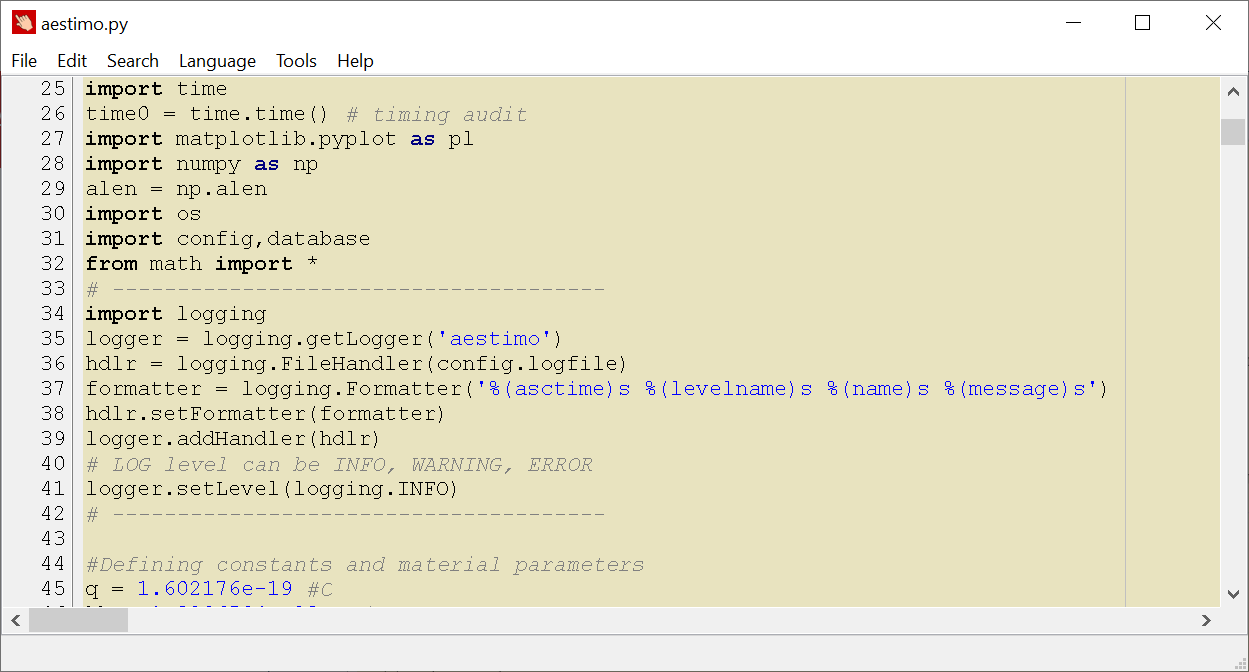 aestimo.py
File Edit Search Language Tools Help
25 import time
26 time0 = time.time() # timing audit
27 import matplotlib.pyplot as pl
28 import numpy as np
29 alen = np.alen
30 import os
31 import config,database
32 from math import *
33 # --------------------------------------
34 import logging
35 logger = logging.getLogger('aestimo')
36 hdlr = logging.FileHandler(config.logfile)
37 formatter = logging.Formatter('%(asctime)s %(levelname)s %(name)s %(message)s')
38 hdlr.setFormatter(formatter)
39 logger.addHandler(hdlr)
40 # LOG level can be INFO, WARNING, ERROR
41 logger.setLevel(logging.INFO)
42 # --------------------------------------
43
44 #Defining constants and material parameters
45 q = 1.602176e-19 #C